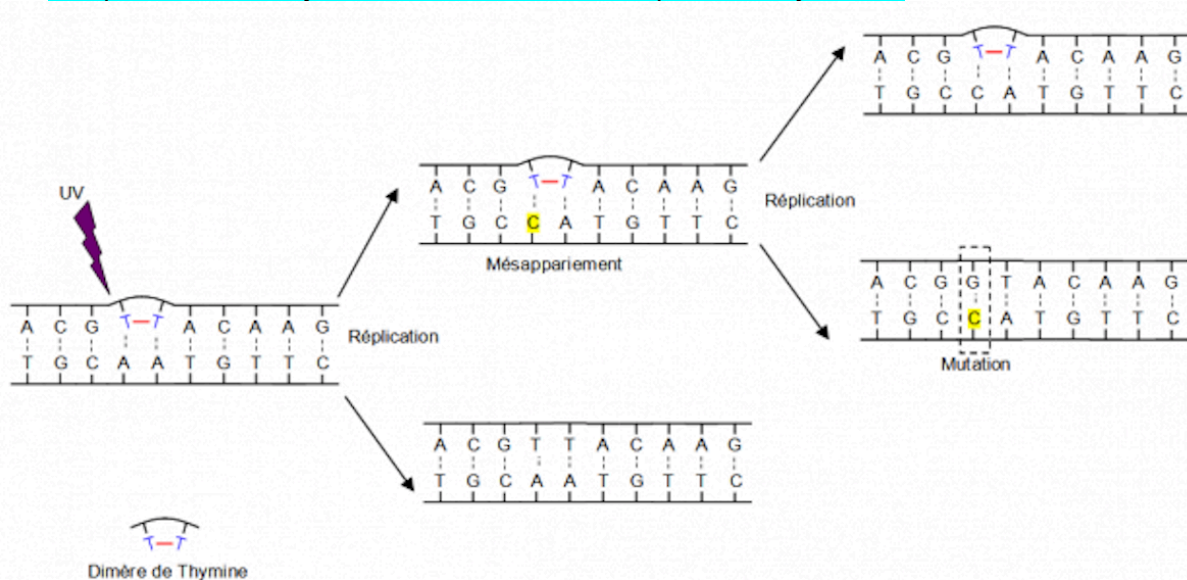 A C G T T A C A A G
T G C C A T G T T C
UV
A C G T T A C A A G
T G C C A T G T T C
Mésappariement
Réplication
A C G T T A C A A G
T G C A A T G T T C
Réplication
A C G G T A C A A G
T G C C A T G T T C
Mutation
A C G T T A C A A G
T G C A A T G T T C
T T
Dimère de Thymine